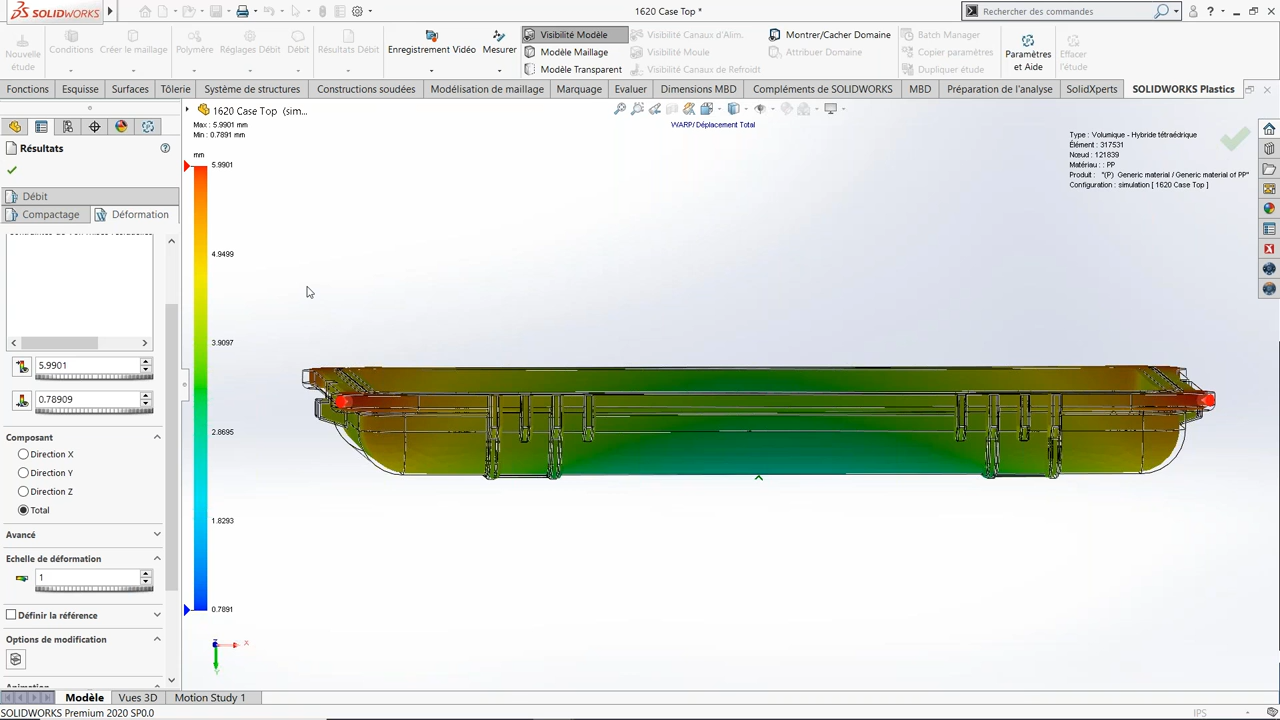 SOLIDWORKS
1620 Case Top *
Rechercher des commandes
Nouvelle étude
Conditions
Créer le maillage
Polymère
Réglages Débit
Débit
Résultats Débit
Enregistrement Vidéo
Mesurer
Visibilité Modèle
Modèle Maillage
Modèle Transparent
Visibilité Canaux d'Alim.
Visibilité Moule
Visibilité Canaux de Refroidt
Montrer/Cacher Domaine
Attribuer Domaine
Batch Manager
Copier paramètres
Dupliquer étude
Paramètres et Aide
Effacer l'étude
Fonctions
Esquisse
Surfaces
Tôlerie
Système de structures
Constructions soudées
Modélisation de maillage
Marquage
Evaluer
Dimensions MBD
Compléments de SOLIDWORKS
MBD
Préparation de l'analyse
SolidXperts
SOLIDWORKS Plastics
1620 Case Top (sim...
Max : 5.9901 mm
Min : 0.7891 mm
WARP/ Déplacement Total
Type : Volumique - Hybride tétraédrique
Élément : 317531
Nœud : 121839
Matériau : : PP
Produit : "(P) Generic material / Generic material of PP"
Configuration : simulation [ 1620 Case Top ]
Résultats
Débit
Compactage
Déformation
5.9901
0.78909
Composant
Direction X
Direction Y
Direction Z
Total
Avancé
Echelle de déformation
1
Définir la référence
Options de modification
mm
5.9901
4.9499
3.9097
2.8695
1.8293
0.7891
Z
X
Y
Modèle
Vues 3D
Motion Study 1
SOLIDWORKS Premium 2020 SP0.0
IPS